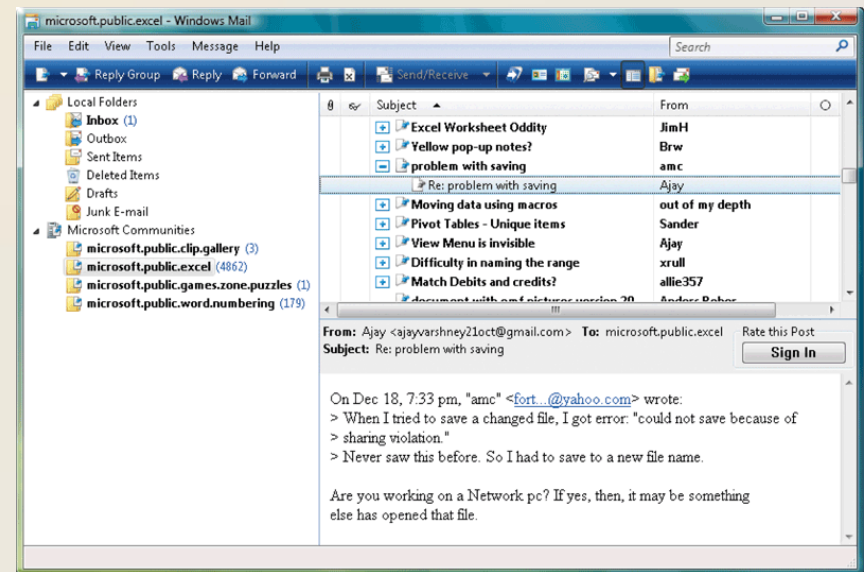 microsoft.public.excel - Windows Mail
File Edit View Tools Message Help
Search
Reply Group Reply Forward Send/Receive
Local Folders
Inbox (1)
Outbox
Sent Items
Deleted Items
Drafts
Junk E-mail
Microsoft Communities
microsoft.public.clip.gallery (3)
microsoft.public.excel (4862)
microsoft.public.games.zone.puzzles (1)
microsoft.public.word.numbering (179)
Subject From
Excel Worksheet Oddity JimH
Yellow pop-up notes? Brw
problem with saving amc
Re: problem with saving Ajay
Moving data using macros out of my depth
Pivot Tables - Unique items Sander
View Menu is invisible Ajay
Difficulty in naming the range xrull
Match Debits and credits? allie357
From: Ajay <ajayvarshney21oct@gmail.com> To: microsoft.public.excel
Subject: Re: problem with saving
Rate this Post
Sign In
On Dec 18, 7:33 pm, "amc" <fort...@yahoo.com> wrote:
> When I tried to save a changed file, I got error: "could not save because of
> sharing violation."
> Never saw this before. So I had to save to a new file name.
Are you working on a Network pc? If yes, then, it may be something
else has opened that file.